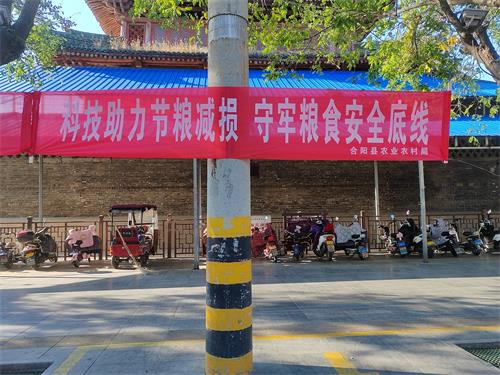 科技助力节粮减损 守牢粮食安全底线
合阳县农业农村局